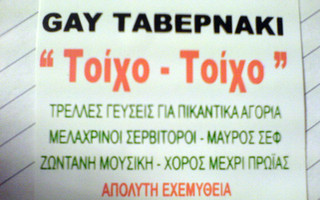 GAY ΤΑΒΕΡΝΑΚΙ
“ Τοίχο - Τοίχο ”
ΤΡΕΛΛΕΣ ΓΕΥΣΕΙΣ ΓΙΑ ΠΙΚΑΝΤΙΚΑ ΑΓΟΡΙΑ
ΜΕΛΑΧΡΙΝΟΙ ΣΕΡΒΙΤΟΡΟΙ - ΜΑΥΡΟΣ ΣΕΦ
ΖΩΝΤΑΝΗ ΜΟΥΣΙΚΗ - ΧΟΡΟΣ ΜΕΧΡΙ ΠΡΩΪΑΣ
ΑΠΟΛΥΤΗ ΕΧΕΜΥΘΕΙΑ